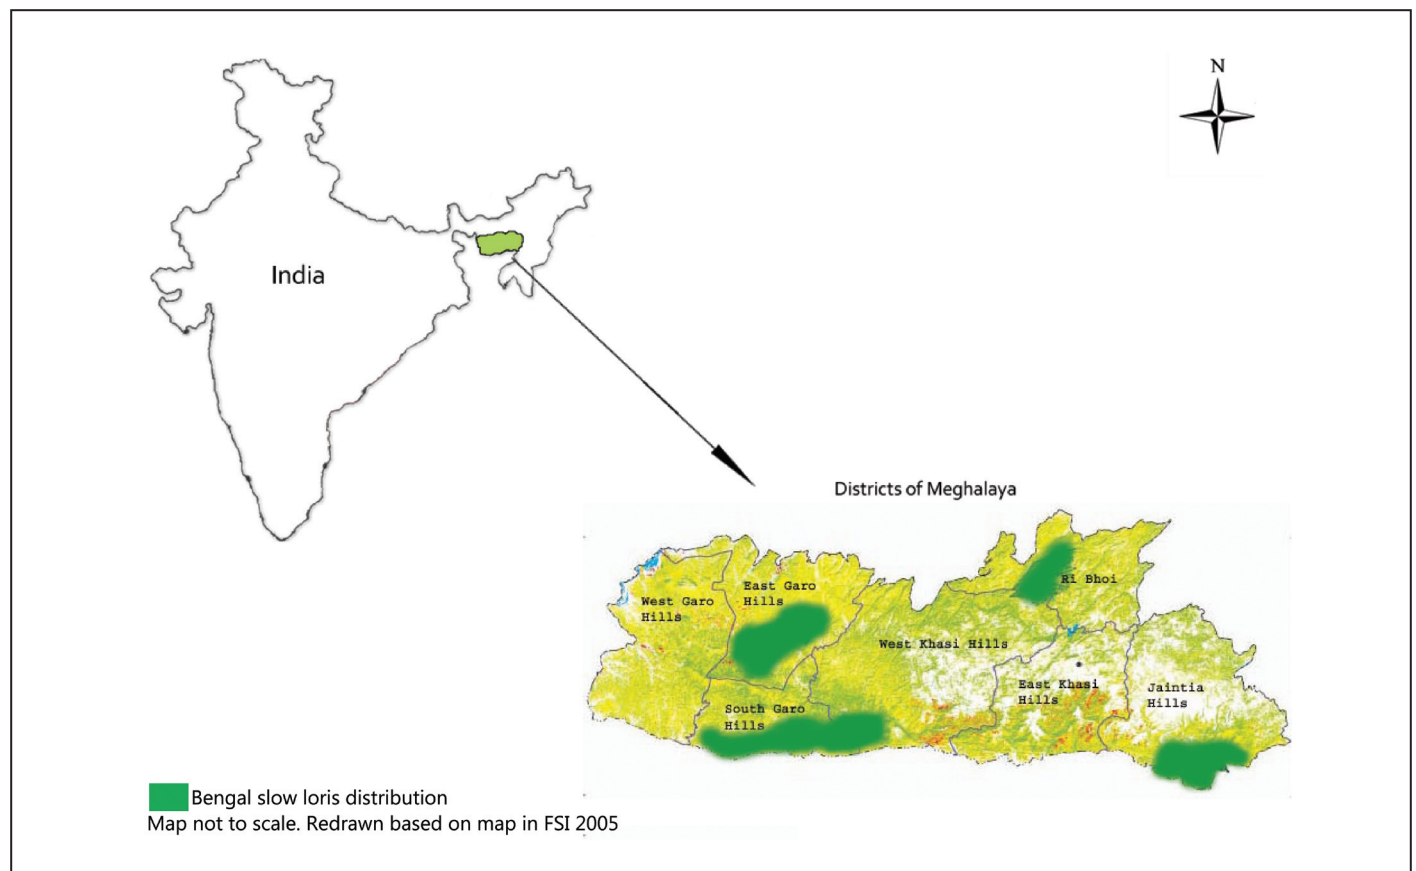 N
India
Districts of Meghalaya
East Garo
Hills
West Garo
Hills
Ri Bhoi
West Khasi Hills
East Khasi
Hills
Jaintia
Hills
South Garo
Hills
Bengal slow loris distribution
Map not to scale. Redrawn based on map in FSI 2005